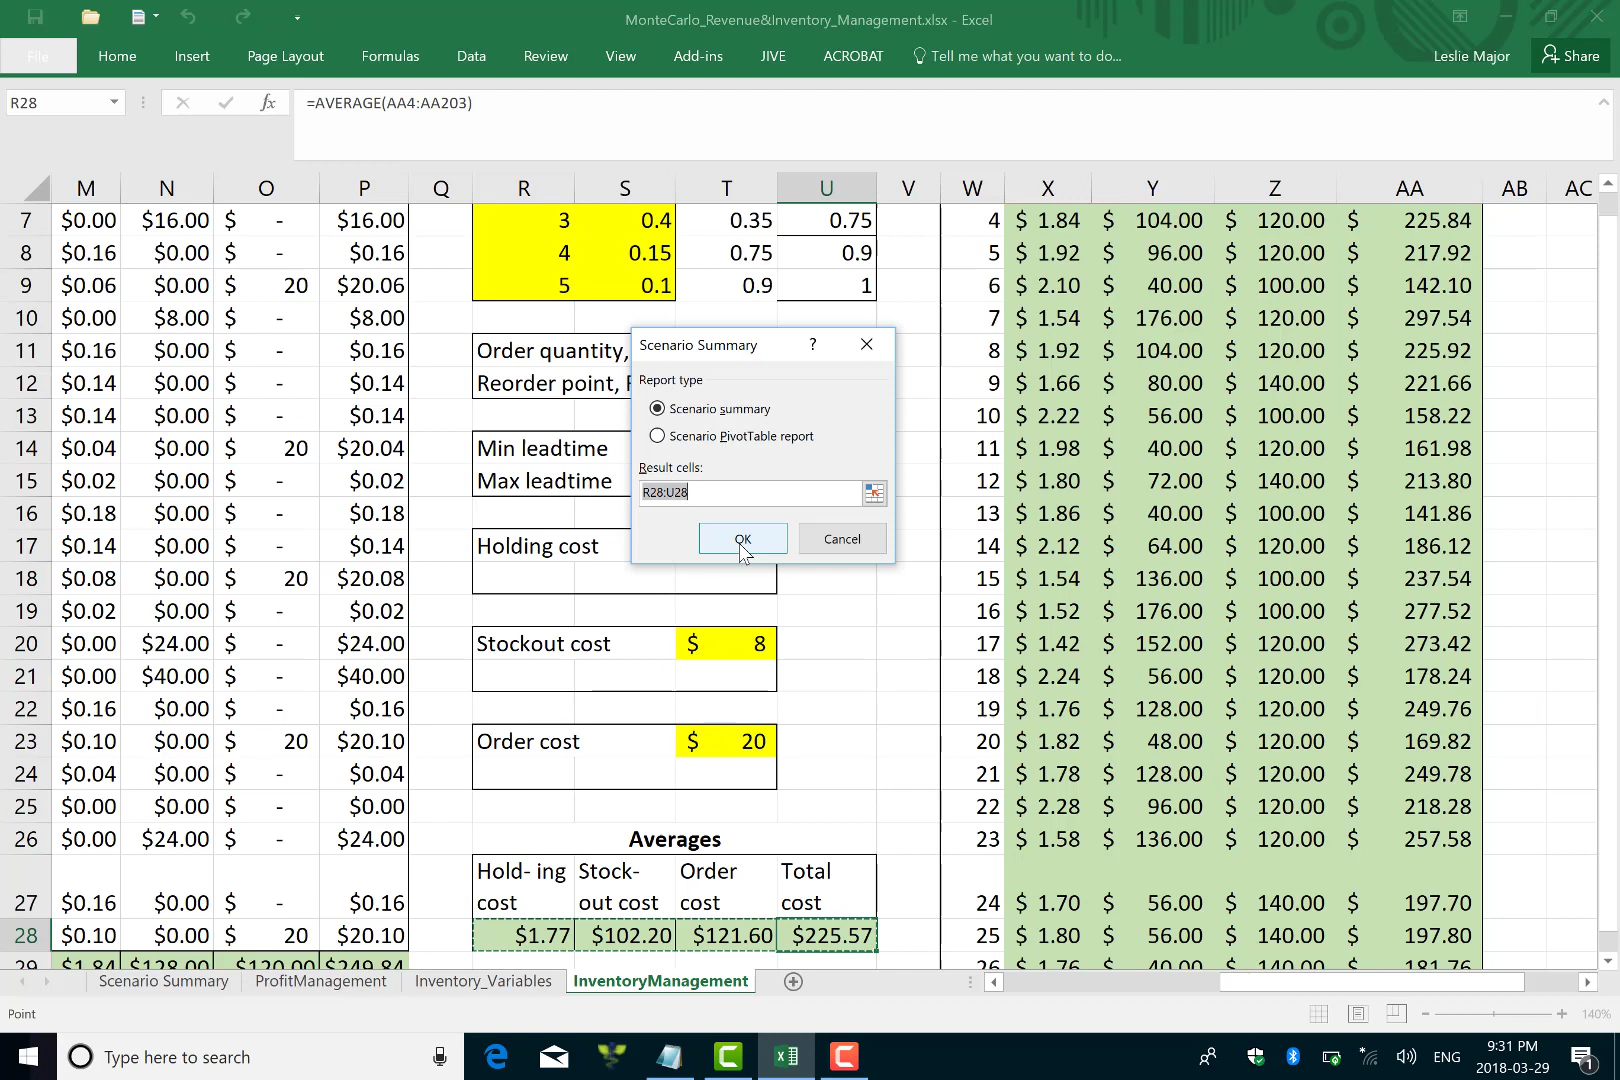 MonteCarlo_Revenue&Inventory_Management.xlsx - Excel
File Home Insert Page Layout Formulas Data Review View Add-ins JIVE ACROBAT Tell me what you want to do... Leslie Major Share
R28 fx =AVERAGE(AA4:AA203)
M N O P Q R S T U V W X Y Z AA AB AC
7 $0.00 $16.00 $ - $16.00 3 0.4 0.35 0.75 4 $ 1.84 $ 104.00 $ 120.00 $ 225.84
8 $0.16 $0.00 $ - $0.16 4 0.15 0.75 0.9 5 $ 1.92 $ 96.00 $ 120.00 $ 217.92
9 $0.06 $0.00 $ 20 $20.06 5 0.1 0.9 1 6 $ 2.10 $ 40.00 $ 100.00 $ 142.10
10 $0.00 $8.00 $ - $8.00 7 $ 1.54 $ 176.00 $ 120.00 $ 297.54
11 $0.16 $0.00 $ - $0.16 Order quantity, 8 $ 1.92 $ 104.00 $ 120.00 $ 225.92
12 $0.14 $0.00 $ - $0.14 Reorder point, 9 $ 1.66 $ 80.00 $ 140.00 $ 221.66
13 $0.14 $0.00 $ - $0.14 10 $ 2.22 $ 56.00 $ 100.00 $ 158.22
14 $0.04 $0.00 $ 20 $20.04 Min leadtime 11 $ 1.98 $ 40.00 $ 120.00 $ 161.98
15 $0.02 $0.00 $ - $0.02 Max leadtime 12 $ 1.80 $ 72.00 $ 140.00 $ 213.80
16 $0.18 $0.00 $ - $0.18 13 $ 1.86 $ 40.00 $ 100.00 $ 141.86
17 $0.14 $0.00 $ - $0.14 Holding cost 14 $ 2.12 $ 64.00 $ 120.00 $ 186.12
18 $0.08 $0.00 $ 20 $20.08 15 $ 1.54 $ 136.00 $ 100.00 $ 237.54
19 $0.02 $0.00 $ - $0.02 16 $ 1.52 $ 176.00 $ 100.00 $ 277.52
20 $0.00 $24.00 $ - $24.00 Stockout cost $ 8 17 $ 1.42 $ 152.00 $ 120.00 $ 273.42
21 $0.00 $40.00 $ - $40.00 18 $ 2.24 $ 56.00 $ 120.00 $ 178.24
22 $0.16 $0.00 $ - $0.16 19 $ 1.76 $ 128.00 $ 120.00 $ 249.76
23 $0.10 $0.00 $ 20 $20.10 Order cost $ 20 20 $ 1.82 $ 48.00 $ 120.00 $ 169.82
24 $0.04 $0.00 $ - $0.04 21 $ 1.78 $ 128.00 $ 120.00 $ 249.78
25 $0.00 $0.00 $ - $0.00 22 $ 2.28 $ 96.00 $ 120.00 $ 218.28
26 $0.00 $24.00 $ - $24.00 Averages 23 $ 1.58 $ 136.00 $ 120.00 $ 257.58
Hold- ing Stock- Order Total
27 $0.16 $0.00 $ - $0.16 cost out cost cost cost 24 $ 1.70 $ 56.00 $ 140.00 $ 197.70
28 $0.10 $0.00 $ 20 $20.10 $1.77 $102.20 $121.60 $225.57 25 $ 1.80 $ 56.00 $ 140.00 $ 197.80
29 $1.84 $128.00 $120.00 $249.84 26 $ 1.76 $ 40.00 $ 140.00 $ 181.76
Scenario Summary ?
Report type
Scenario summary
Scenario PivotTable report
Result cells:
R28:U28
OK Cancel
Scenario Summary ProfitManagement Inventory_Variables InventoryManagement
Point 140%
Type here to search ENG 9:31 PM
2018-03-29
1